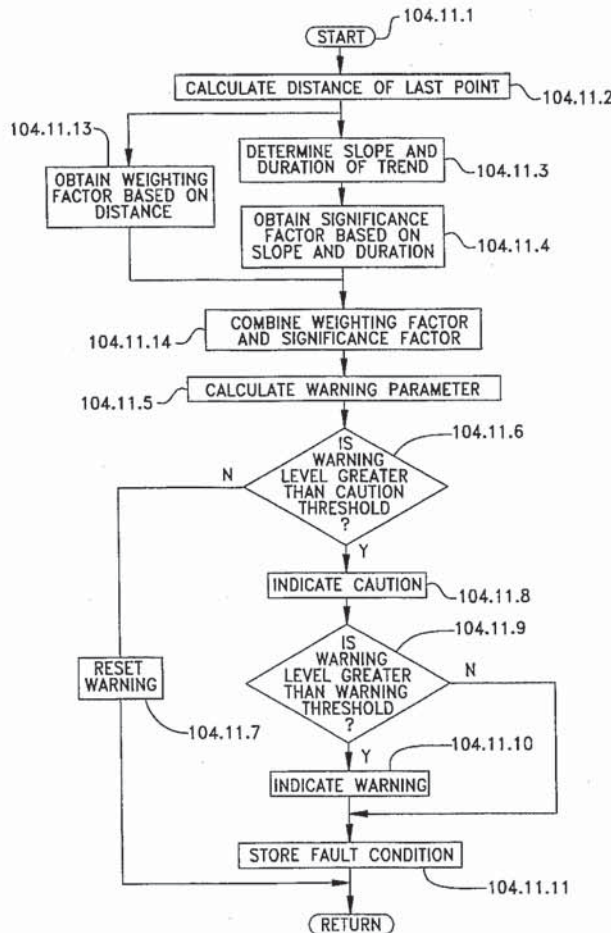 104.11.1
START
CALCULATE DISTANCE OF LAST POINT
104.11.2
104.11.13
DETERMINE SLOPE AND
DURATION OF TREND
104.11.3
OBTAIN WEIGHTING
FACTOR BASED ON
DISTANCE
OBTAIN SIGNIFICANCE
FACTOR BASED ON
SLOPE AND DURATION
104.11.4
COMBINE WEIGHTING FACTOR
AND SIGNIFICANCE FACTOR
104.11.14
CALCULATE WARNING PARAMETER
104.11.5
IS
WARNING
LEVEL GREATER
THAN CAUTION
THRESHOLD
?
104.11.6
N
Y
INDICATE CAUTION
104.11.8
IS
WARNING
LEVEL GREATER
THAN WARNING
THRESHOLD
?
104.11.9
N
RESET
WARNING
104.11.7
Y
104.11.10
INDICATE WARNING
STORE FAULT CONDITION
104.11.11
RETURN